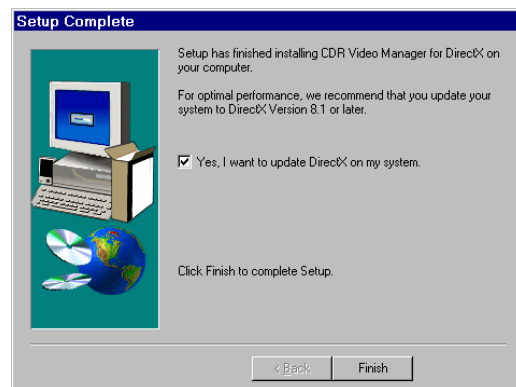 Setup Complete
Setup has finished installing CDR Video Manager for DirectX on
your computer.
For optimal performance, we recommend that you update your
system to DirectX Version 8.1 or later.
Yes, I want to update DirectX on my system.
Click Finish to complete Setup.
< Back
Finish